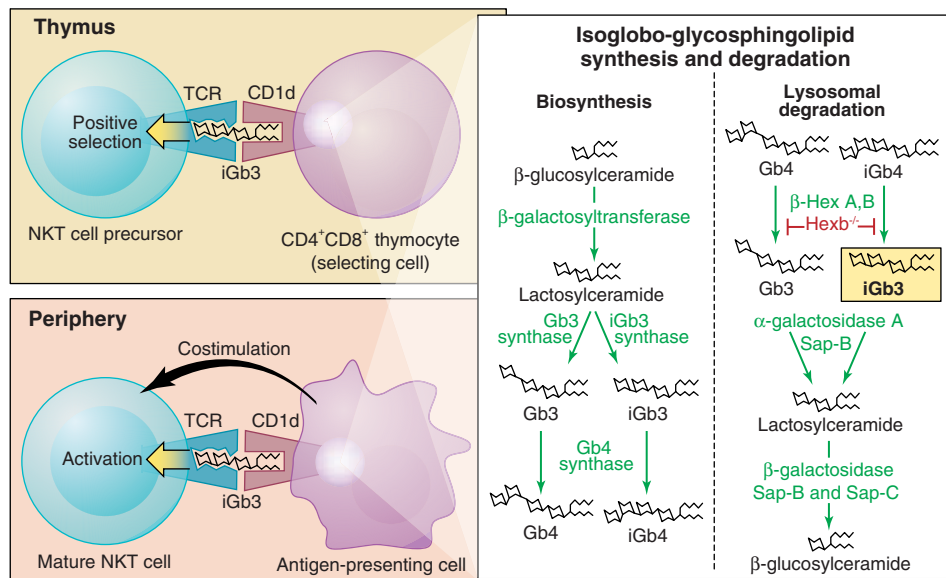 Thymus
TCR
CD1d
Positive
selection
iGb3
NKT cell precursor
CD4⁺CD8⁺ thymocyte
(selecting cell)
Periphery
Costimulation
TCR
CD1d
Activation
iGb3
Mature NKT cell
Antigen-presenting cell
Isoglobo-glycosphingolipid
synthesis and degradation
Biosynthesis
β-glucosylceramide
β-galactosyltransferase
Lactosylceramide
Gb3
synthase
iGb3
synthase
Gb3
iGb3
Gb4
synthase
Gb4
iGb4
Lysosomal
degradation
Gb4
iGb4
β-Hex A,B
Hexb⁻/⁻
Gb3
iGb3
α-galactosidase A
Sap-B
Lactosylceramide
β-galactosidase
Sap-B and Sap-C
β-glucosylceramide